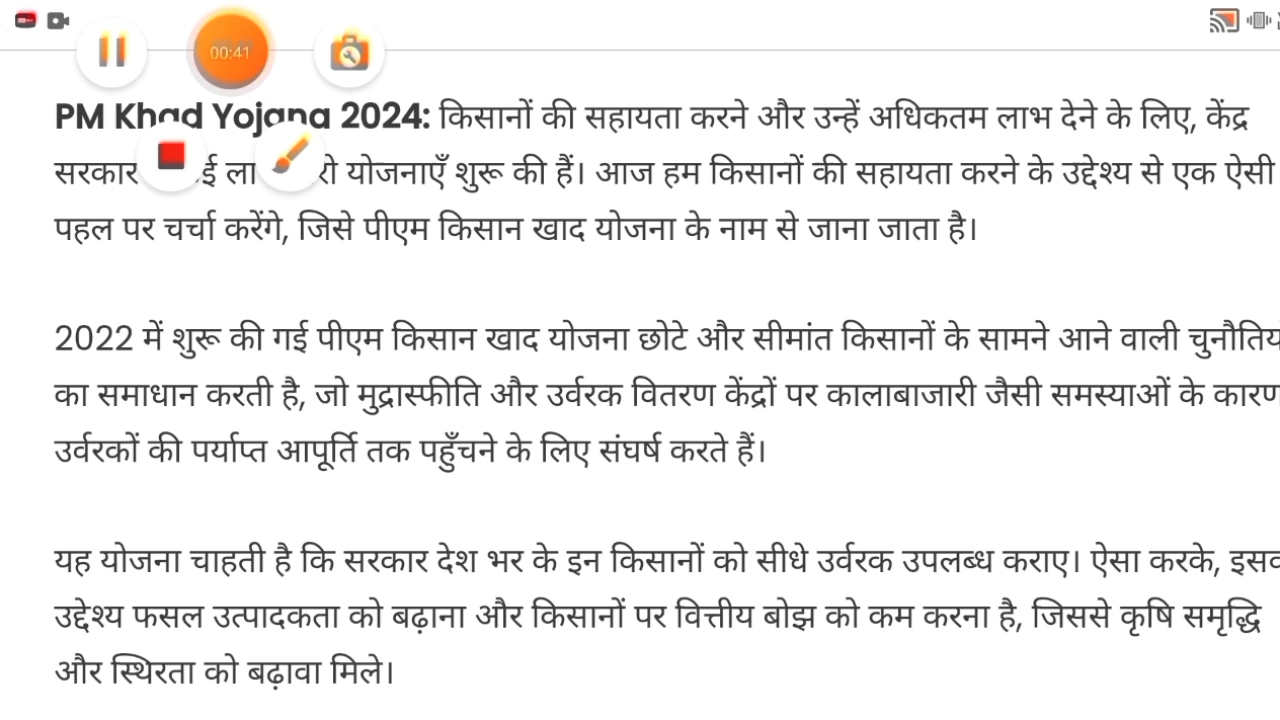 00:41
PM Khad Yojana 2024: किसानों की सहायता करने और उन्हें अधिकतम लाभ देने के लिए, केंद्र
सरकार योजनाएँ शुरू की हैं। आज हम किसानों की सहायता करने के उद्देश्य से एक ऐसी
पहल पर चर्चा करेंगे, जिसे पीएम किसान खाद योजना के नाम से जाना जाता है।
2022 में शुरू की गई पीएम किसान खाद योजना छोटे और सीमांत किसानों के सामने आने वाली
का समाधान करती है, जो मुद्रास्फीति और उर्वरक वितरण केंद्रों पर कालाबाजारी जैसी समस्याओं के कारण
उर्वरकों की पर्याप्त आपूर्ति तक पहुँचने के लिए संघर्ष करते हैं।
यह योजना चाहती है कि सरकार देश भर के इन किसानों को सीधे उर्वरक उपलब्ध कराए। ऐसा करके,
उद्देश्य फसल उत्पादकता को बढ़ाना और किसानों पर वित्तीय बोझ को कम करना है, जिससे कृषि समृद्धि
और स्थिरता को बढ़ावा मिले।